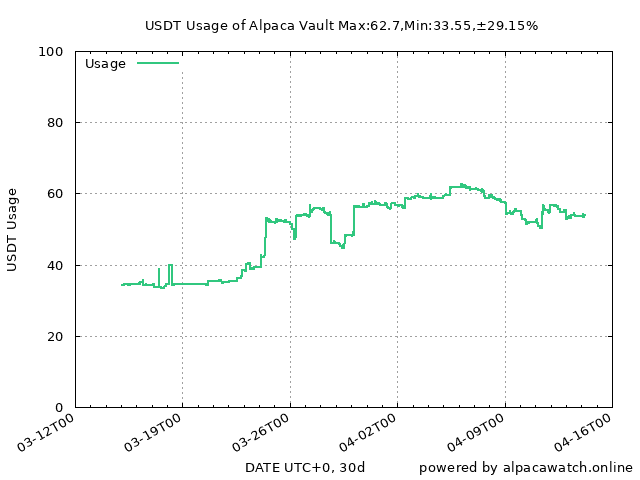 USDT Usage of Alpaca Vault Max:62.7,Min:33.55,±29.15%
100
Usage
80
60
USDT Usage
40
20
0
03-12T00
03-19T00
03-26T00
04-02T00
04-09T00
04-16T00
DATE UTC+0, 30d
powered by alpacawatch.online